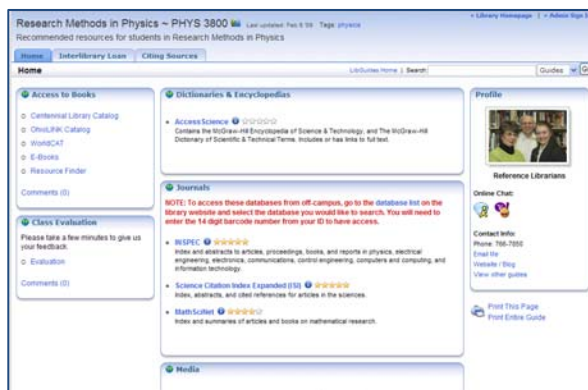 Library Homepage | Admin Sign
Research Methods in Physics ~ PHYS 3800 Last updated: Feb 9 '09 Tags: physics
Recommended resources for students in Research Methods in Physics
Home Interlibrary Loan Citing Sources
Home LibGuides Home | Search: Guides
Access to Books
Centennial Library Catalog
OhioLINK Catalog
WorldCAT
E-Books
Resource Finder
Comments (0)
Class Evaluation
Please take a few minutes to give us
your feedback.
Evaluation
Comments (0)
Dictionaries & Encyclopedias
AccessScience
Contains the McGraw-Hill Encyclopedia of Science & Technology, and The McGraw-Hill
Dictionary of Scientific & Technical Terms. Includes or has links to full text.
Journals
NOTE: To access these databases from off-campus, go to the database list on
the library website and select the database you would like to search. You will need to
enter the 14 digit barcode number from your ID to have access.
INSPEC
Index and abstracts to articles, proceedings, books, and reports in physics, electrical
engineering, electronics, communications, control engineering, computers and computing, and
information technology.
Science Citation Index Expanded (ISI)
Index, abstracts, and cited references for articles in the sciences.
MathSciNet
Index and summaries of articles and books on mathematical research.
Media
Profile
Reference Librarians
Online Chat:
Contact Info:
Phone: 766-7850
Email Me
Website / Blog
View other guides
Print This Page
Print Entire Guide